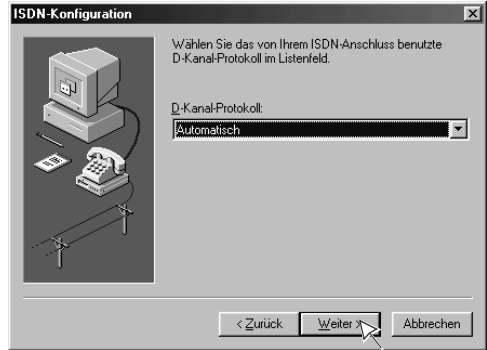 ISDN-Konfiguration
Wählen Sie das von Ihrem ISDN-Anschluss benutzte
D-Kanal-Protokoll im Listenfeld.
D-Kanal-Protokoll:
Automatisch
< Zurück
Weiter >
Abbrechen